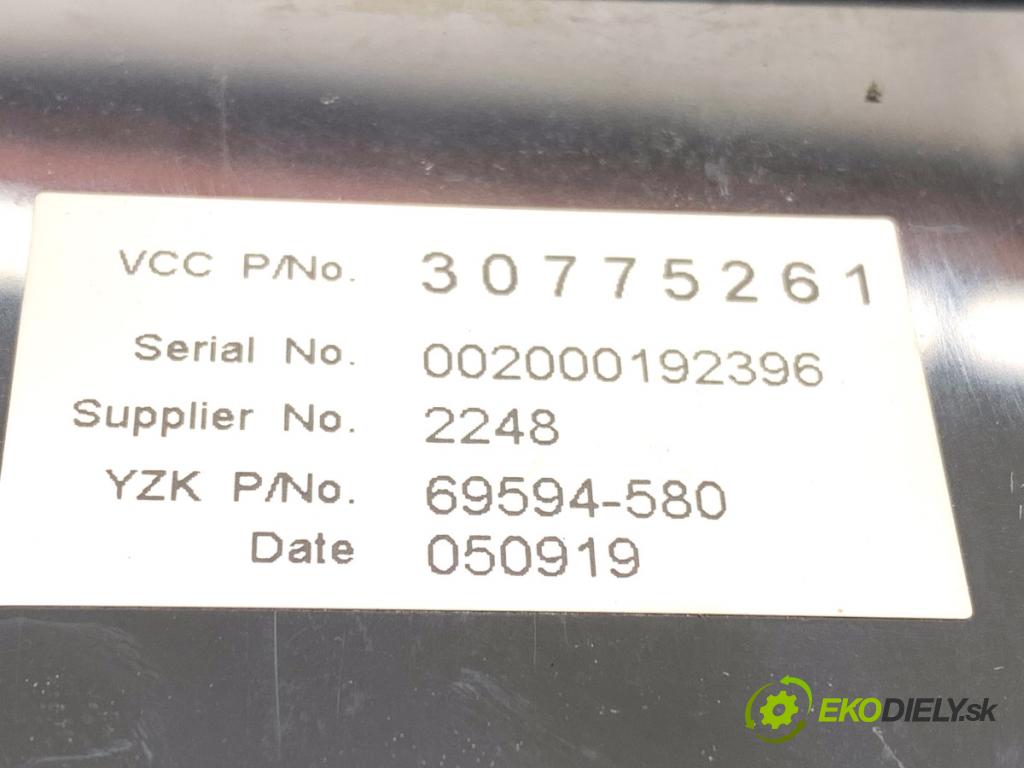 VCC P/No. 30775261
Serial No. 002000192396
Supplier No. 2248
YZK P/No. 69594-580
Date 050919
EKODIELY.sk